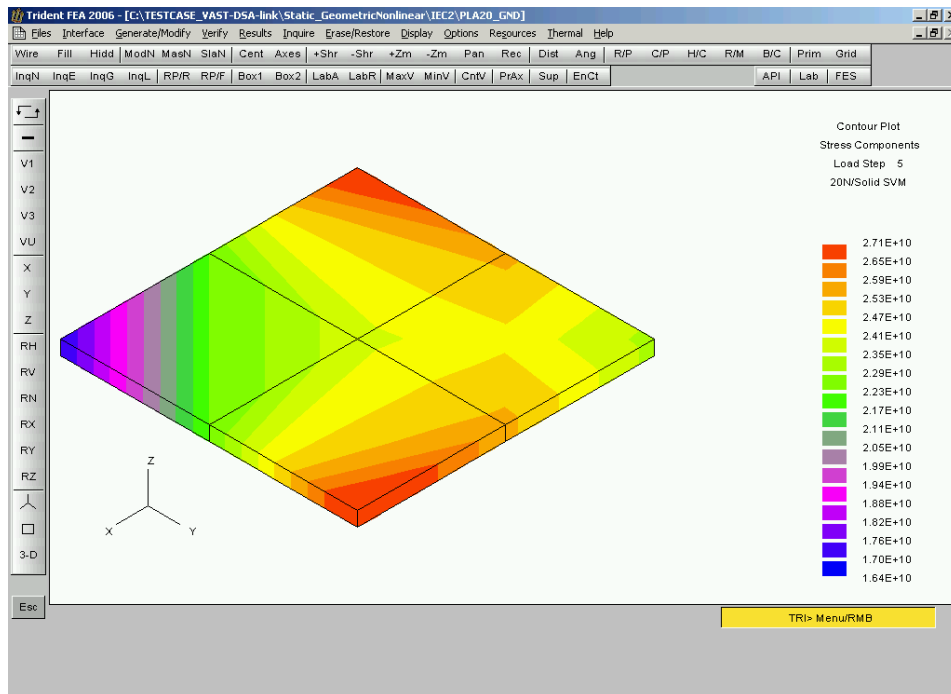 Trident FEA 2006 - [C:\TESTCASE_VAST-DSA-link\Static_GeometricNonlinear\IEC2\PLA20_GND]
Files Interface Generate/Modify Verify Results Inquire Erase/Restore Display Options Resources Thermal Help
Wire Fill Hidd ModN MasN SlaN Cent Axes +Shr -Shr +Zm -Zm Pan Rec Dist Ang R/P C/P H/C R/M B/C Prim Grid
InqN InqE InqG InqL RP/R RP/F Box1 Box2 LabA LabR MaxV MinV CntV PrAx Sup EnCt API Lab FES
V1
V2
V3
VU
X
Y
Z
RH
RV
RN
RX
RY
RZ
3-D
Esc
Z
X
Y
Contour Plot
Stress Components
Load Step 5
20N/Solid SVM
2.71E+10
2.65E+10
2.59E+10
2.53E+10
2.47E+10
2.41E+10
2.35E+10
2.29E+10
2.23E+10
2.17E+10
2.11E+10
2.05E+10
1.99E+10
1.94E+10
1.88E+10
1.82E+10
1.76E+10
1.70E+10
1.64E+10
TRI> Menu/RMB